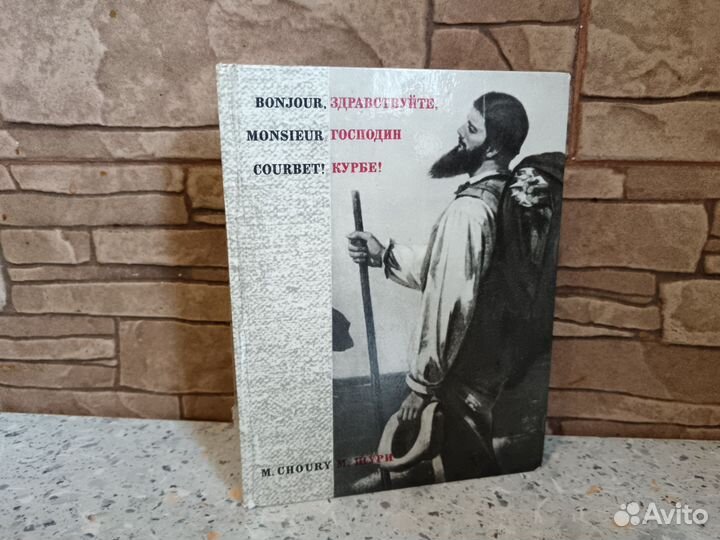 BONJOUR, ЗДРАВСТВУЙТЕ,
MONSIEUR ГОСПОДИН
COURBET! КУРБЕ!
M. CHOURY М. ШУРИ
Avito